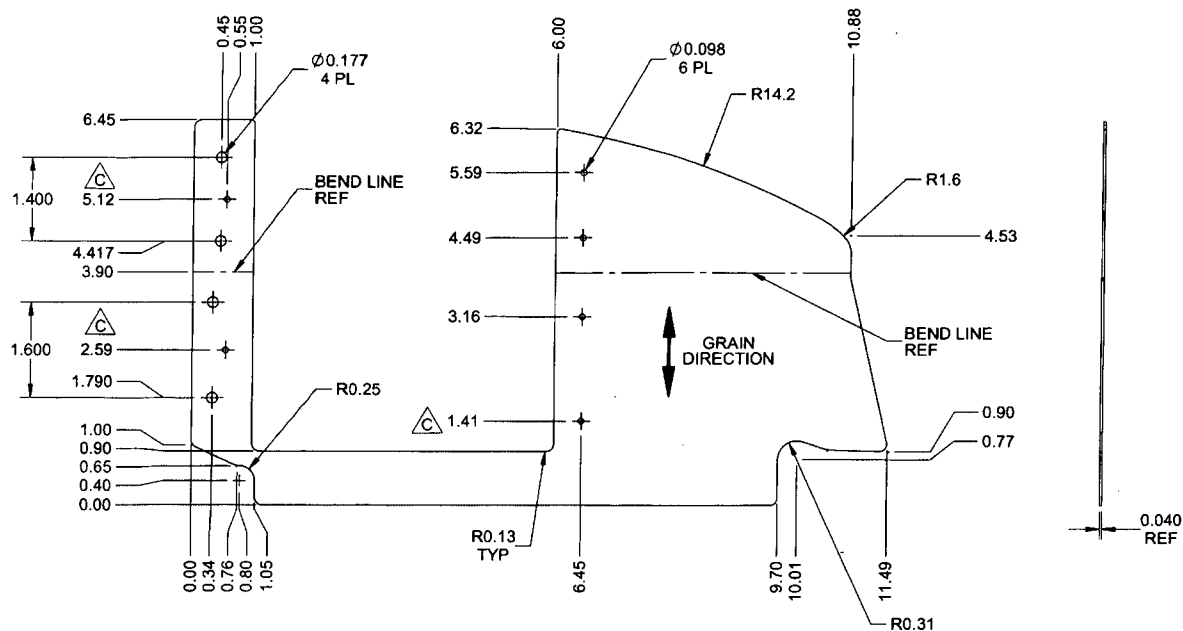 0.45
0.55
1.00
6.00
10.88
Ø0.177
4 PL
Ø0.098
6 PL
R14.2
6.45
6.32
C
5.59
BEND LINE
REF
R1.6
1.400
5.12
4.49
4.53
4.417
3.90
C
3.16
BEND LINE
REF
GRAIN
DIRECTION
1.600
2.59
1.790
R0.25
C
1.41
1.00
0.90
0.90
0.77
0.65
0.40
0.00
R0.13
TYP
0.040
REF
0.00
0.34
0.76
0.80
1.05
6.45
9.70
10.01
11.49
R0.31